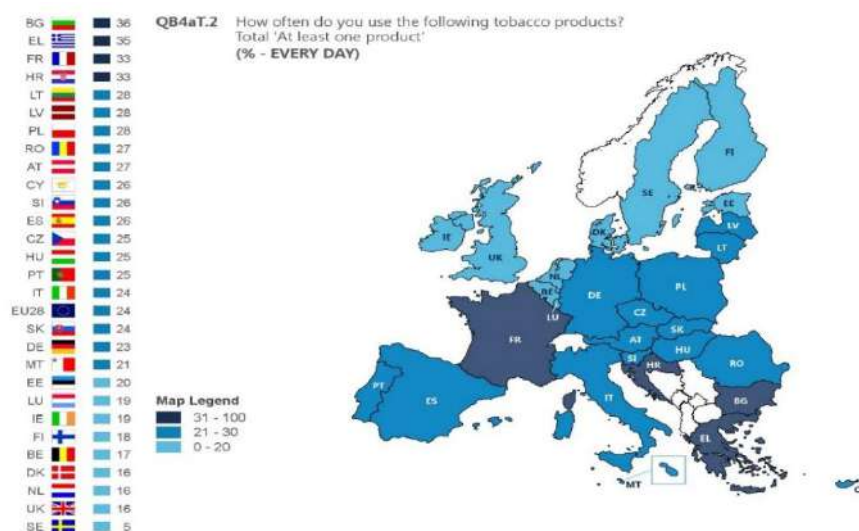 QB4aT.2 How often do you use the following tobacco products?
Total 'At least one product'
(% - EVERY DAY)
BG 36
EL 35
FR 33
HR 33
LT 28
LV 28
PL 28
RO 27
AT 27
CY 26
SI 26
ES 26
CZ 25
HU 25
PT 25
IT 24
EU28 24
SK 24
DE 23
MT 21
EE 20
LU 19
IE 19
FI 18
BE 17
DK 16
NL 16
UK 16
SE 5
Map Legend
31 - 100
21 - 30
0 - 20
FI
SE
EE
LV
LT
DK
IE
UK
NL
BE
DE
PL
LU
CZ
SK
FR
AT
HU
SI
HR
RO
PT
ES
IT
BG
EL
MT